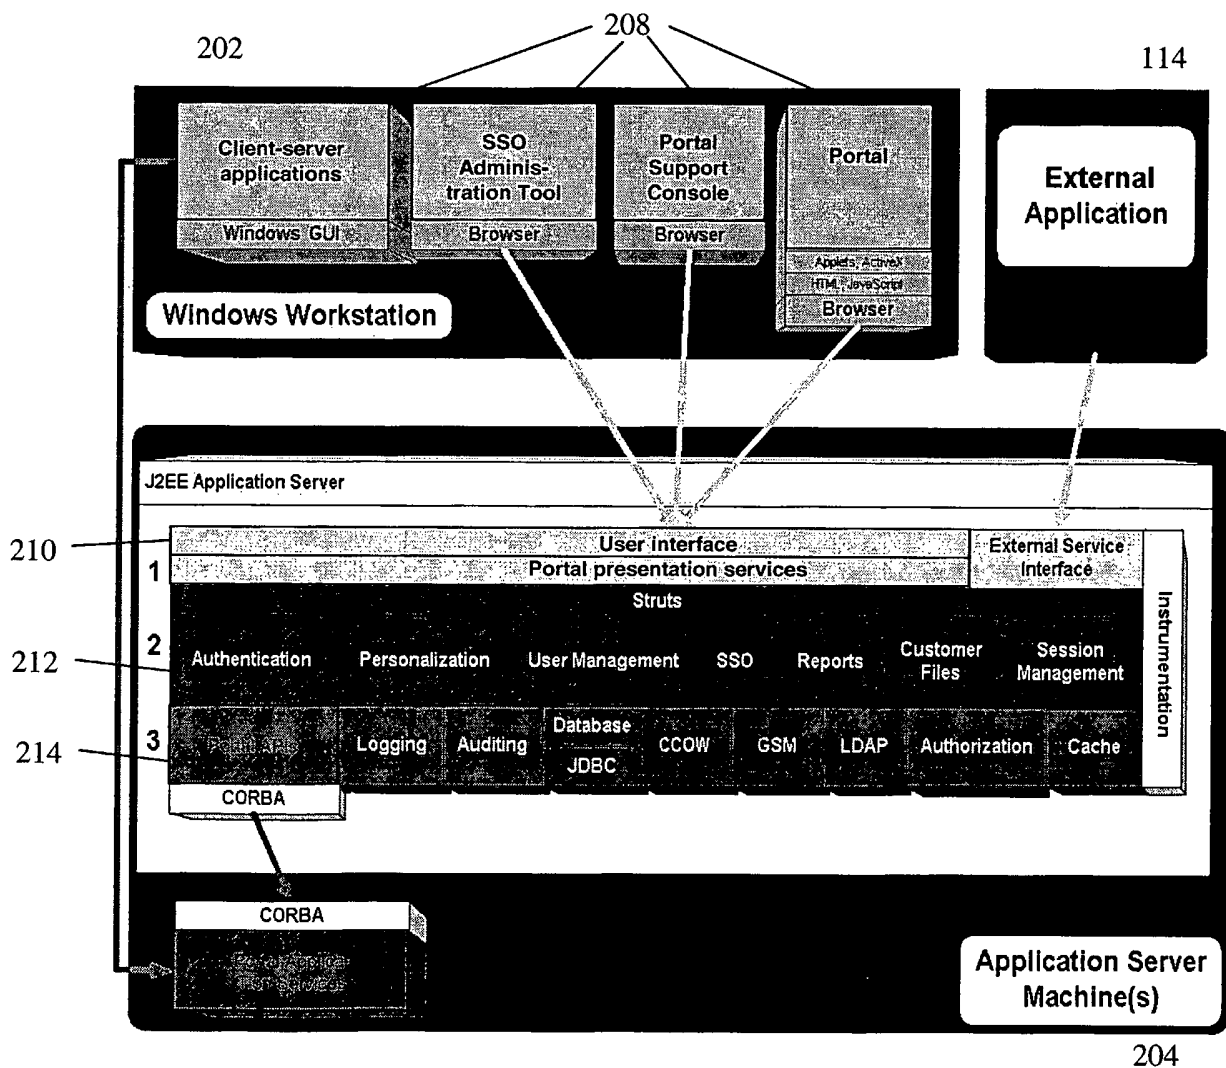 208
202
114
Client-server
applications
Windows GUI
SSO
Adminis-
tration Tool
Browser
Portal
Support
Console
Browser
Portal
Applets, ActiveX
HTML, JavaScript
Browser
External
Application
Windows Workstation
J2EE Application Server
210
1
User interface
Portal presentation services
External Service
Interface
Instrumentation
Struts
2
212
Authentication
Personalization
User Management
SSO
Reports
Customer
Files
Session
Management
3
214
Logging
Auditing
Database
JDBC
CCOW
GSM
LDAP
Authorization
Cache
CORBA
CORBA
Application Server
Machine(s)
204